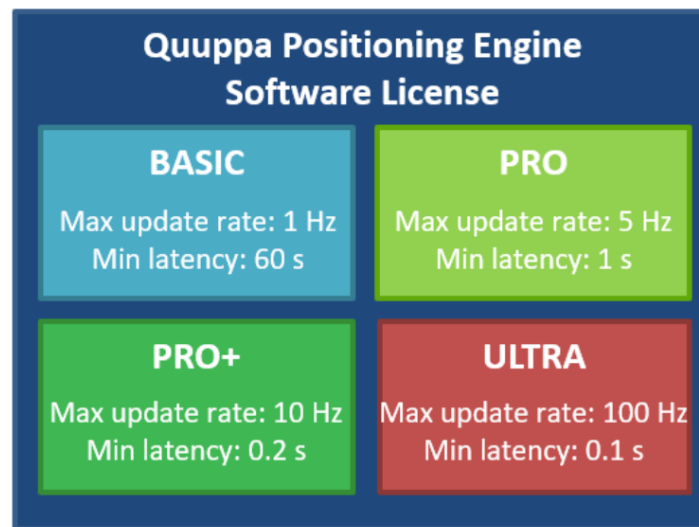 Quuppa Positioning Engine
Software License
BASIC
Max update rate: 1 Hz
Min latency: 60 s
PRO
Max update rate: 5 Hz
Min latency: 1 s
PRO+
Max update rate: 10 Hz
Min latency: 0.2 s
ULTRA
Max update rate: 100 Hz
Min latency: 0.1 s